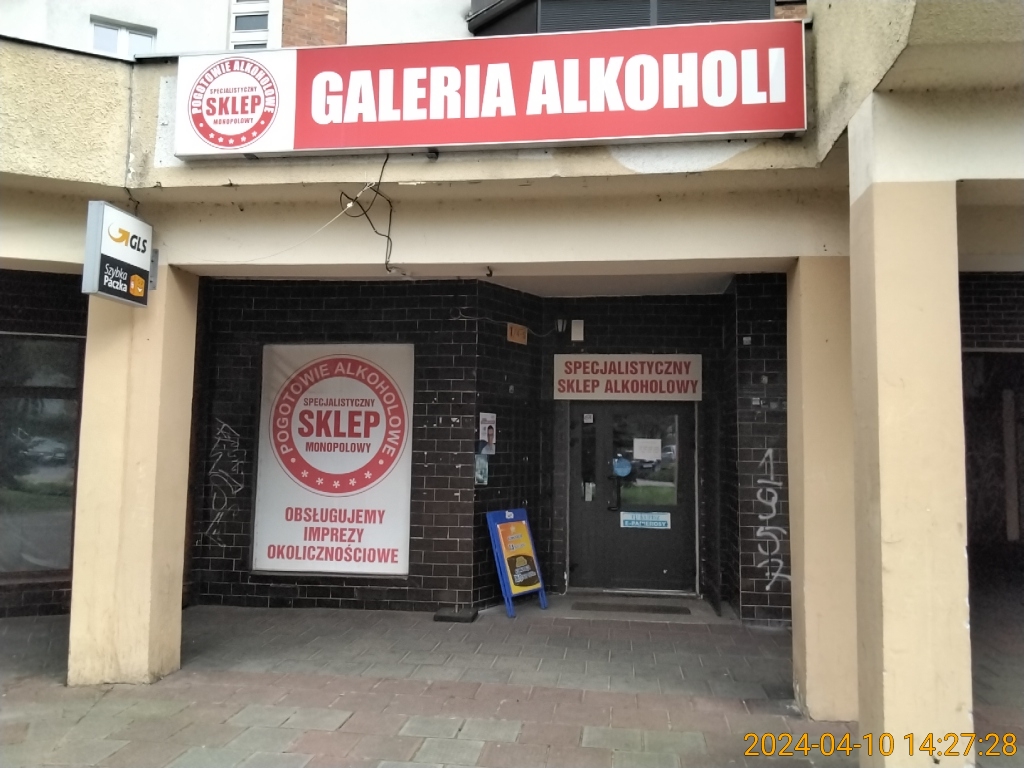 POGOTOWIE ALKOHOLOWE
SPECJALISTYCZNY
SKLEP
MONOPOLOWY
GALERIA ALKOHOLI
GLS
Szybka
Paczka
SPECJALISTYCZNY
SKLEP ALKOHOLOWY
POGOTOWIE ALKOHOLOWE
SPECJALISTYCZNY
SKLEP
MONOPOLOWY
OBSŁUGUJEMY
IMPREZY
OKOLICZNOŚCIOWE
2024-04-10 14:27:28